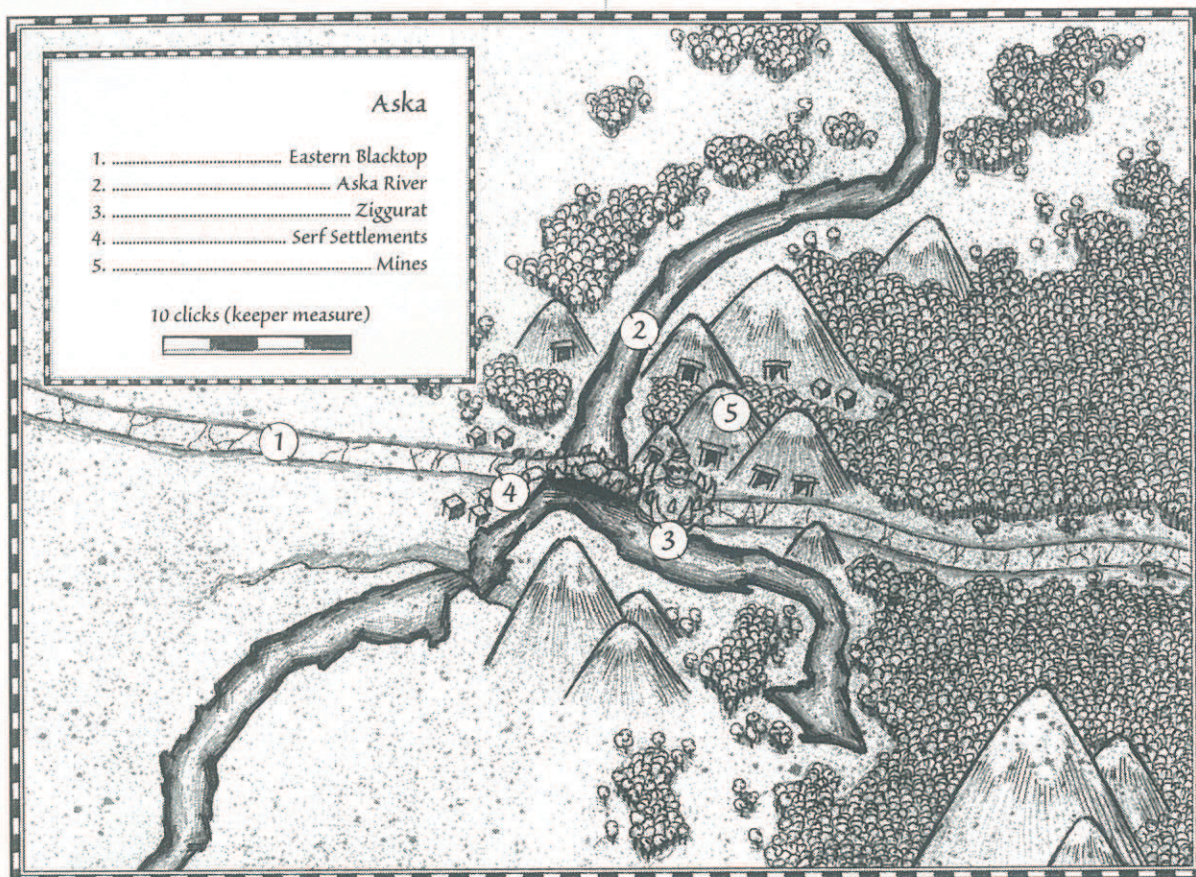 Aska
1. ................................................ Eastern Blacktop
2. ............................................................. Aska River
3. ................................................................. Ziggurat
4. ................................................. Serf Settlements
5. ....................................................................... Mines
10 clicks (keeper measure)
2
5
1
4
3